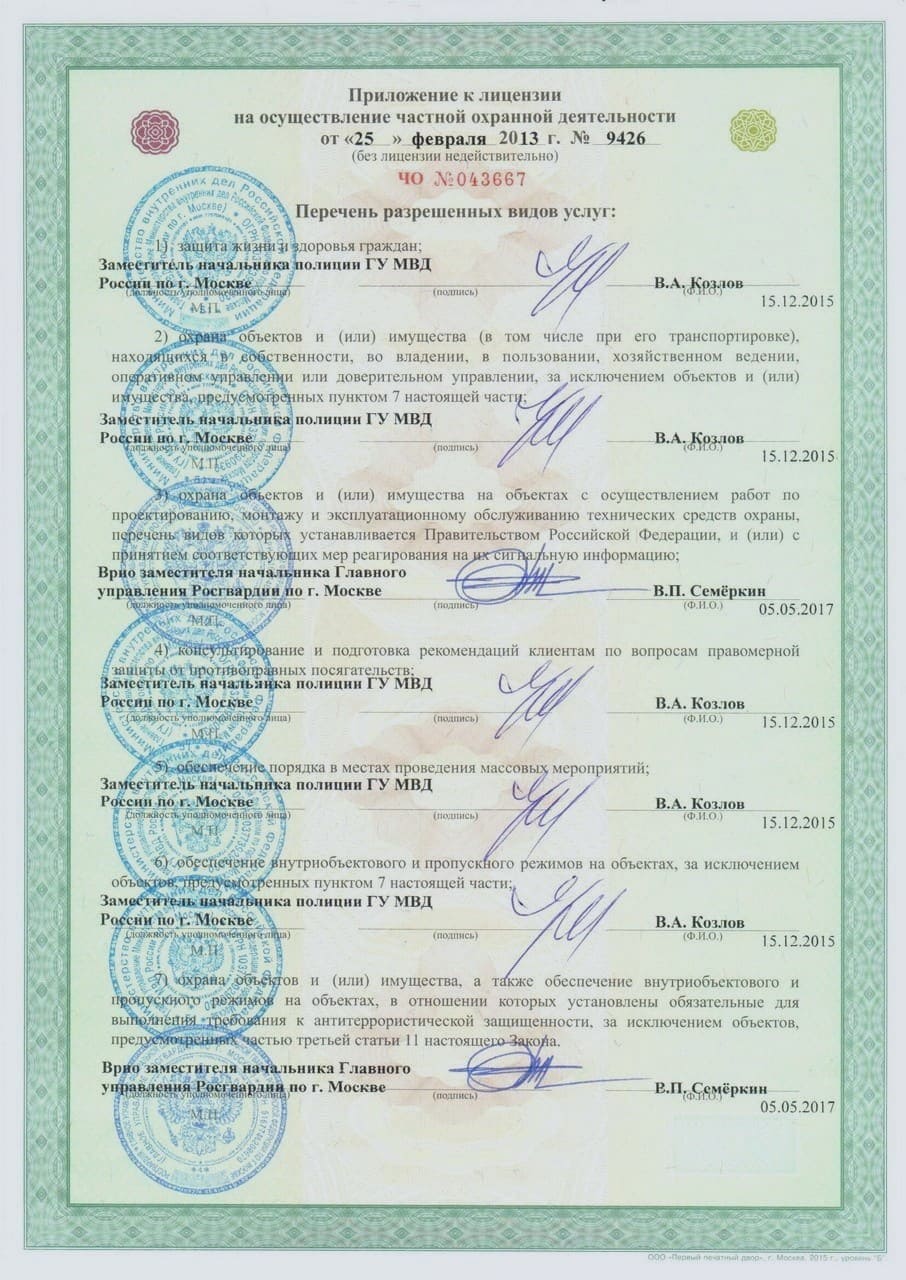 Приложение к лицензии
на осуществление частной охранной деятельности
от «25 » февраля 2013 г. № 9426
(без лицензии недействительно)
ЧО №043667
Перечень разрешенных видов услуг:
1) защита жизни и здоровья граждан;
Заместитель начальника полиции ГУ МВД
России по г. Москве
В.А. Козлов
(должность уполномоченного лица) (подпись) (Ф.И.О.)
М.П.
15.12.2015
2) охрана объектов и (или) имущества (в том числе при его транспортировке),
находящихся в собственности, во владении, в пользовании, хозяйственном ведении,
оперативном управлении или доверительном управлении, за исключением объектов и (или)
имущества, предусмотренных пунктом 7 настоящей части;
Заместитель начальника полиции ГУ МВД
России по г. Москве
В.А. Козлов
(должность уполномоченного лица) (подпись) (Ф.И.О.)
М.П.
15.12.2015
3) охрана объектов и (или) имущества на объектах с осуществлением работ по
проектированию, монтажу и эксплуатационному обслуживанию технических средств охраны,
перечень видов которых устанавливается Правительством Российской Федерации, и (или) с
принятием соответствующих мер реагирования на их сигнальную информацию;
Врио заместителя начальника Главного
управления Росгвардии по г. Москве
В.П. Семёркин
(должность уполномоченного лица) (подпись) (Ф.И.О.)
М.П.
05.05.2017
4) консультирование и подготовка рекомендаций клиентам по вопросам правомерной
защиты от противоправных посягательств;
Заместитель начальника полиции ГУ МВД
России по г. Москве
В.А. Козлов
(должность уполномоченного лица) (подпись) (Ф.И.О.)
М.П.
15.12.2015
5) обеспечение порядка в местах проведения массовых мероприятий;
Заместитель начальника полиции ГУ МВД
России по г. Москве
В.А. Козлов
(должность уполномоченного лица) (подпись) (Ф.И.О.)
М.П.
15.12.2015
6) обеспечение внутриобъектового и пропускного режимов на объектах, за исключением
объектов, предусмотренных пунктом 7 настоящей части;
Заместитель начальника полиции ГУ МВД
России по г. Москве
В.А. Козлов
(должность уполномоченного лица) (подпись) (Ф.И.О.)
М.П.
15.12.2015
7) охрана объектов и (или) имущества, а также обеспечение внутриобъектового и
пропускного режимов на объектах, в отношении которых установлены обязательные для
выполнения требования к антитеррористической защищенности, за исключением объектов,
предусмотренных частью третьей статьи 11 настоящего Закона.
Врио заместителя начальника Главного
управления Росгвардии по г. Москве
В.П. Семёркин
(должность уполномоченного лица) (подпись) (Ф.И.О.)
М.П.
05.05.2017
ООО «Первый печатный двор», г. Москва, 2015 г., уровень "Б"